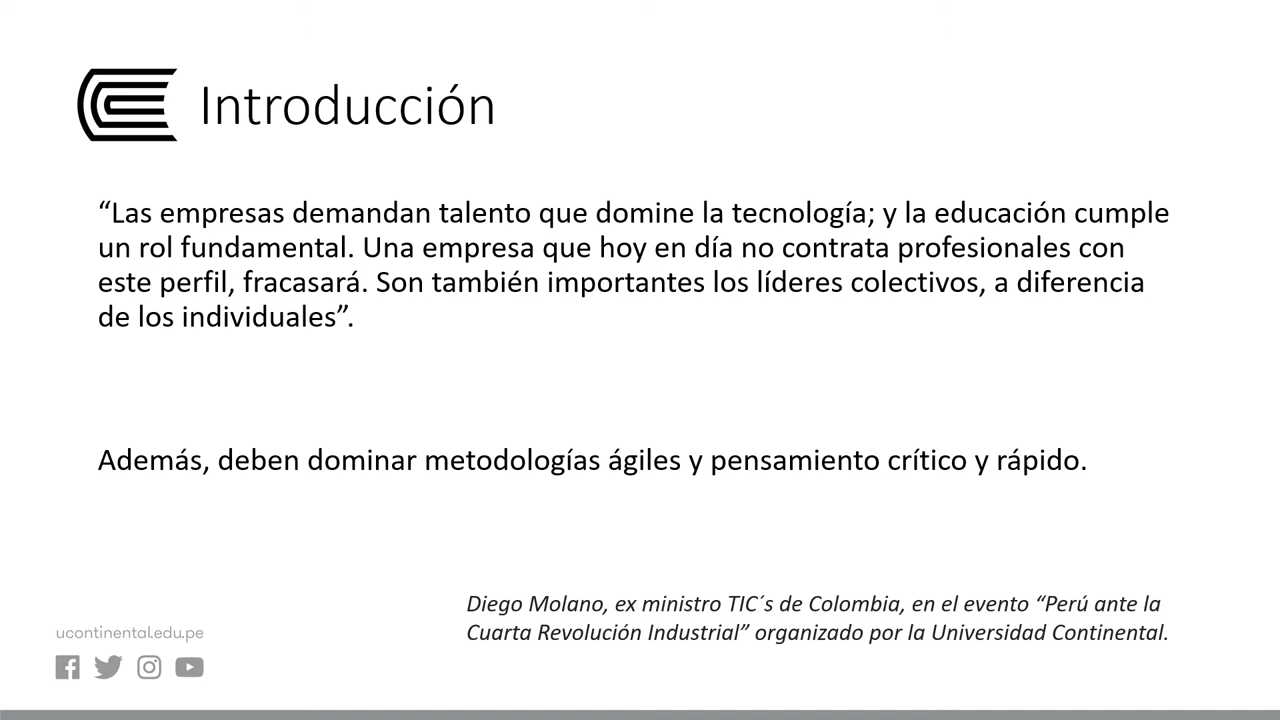 Introducción
“Las empresas demandan talento que domine la tecnología; y la educación cumple
un rol fundamental. Una empresa que hoy en día no contrata profesionales con
este perfil, fracasará. Son también importantes los líderes colectivos, a diferencia
de los individuales”.
Además, deben dominar metodologías ágiles y pensamiento crítico y rápido.
Diego Molano, ex ministro TIC´s de Colombia, en el evento “Perú ante la
Cuarta Revolución Industrial” organizado por la Universidad Continental.
ucontinental.edu.pe